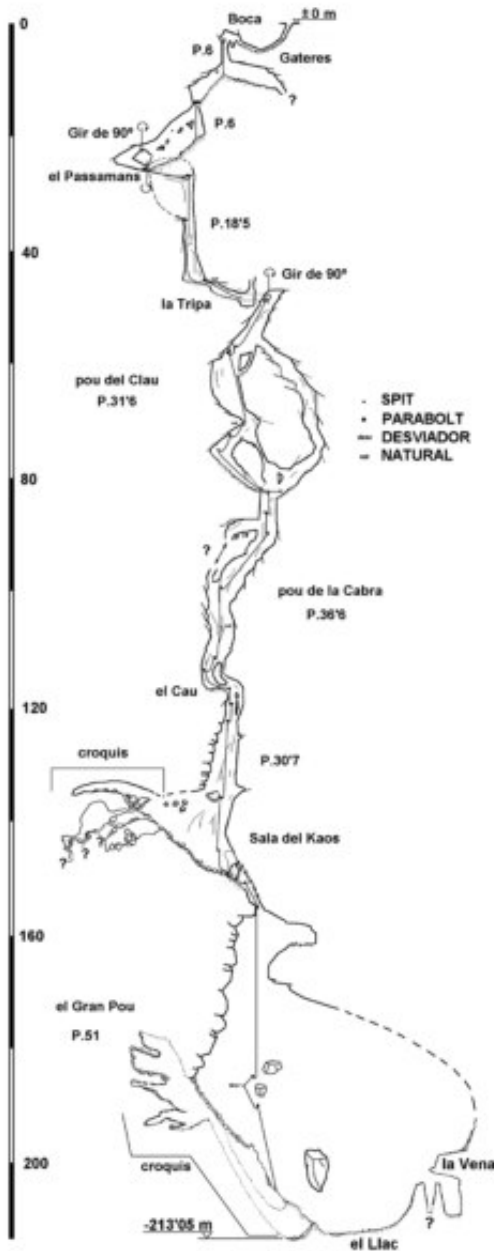 0
Boca
±0 m
P.6
Gateres
?
Gir de 90º
P.6
el Passamans
P.18'5
40
Gir de 90º
la Tripa
pou del Clau
P.31'6
- SPIT
PARABOLT
DESVIADOR
NATURAL
80
?
pou de la Cabra
P.36'6
el Cau
120
croquis
P.30'7
Sala del Kaos
? ? ? ?
160
el Gran Pou
P.51
200
la Vena
croquis
?
-213'05 m
el Llac